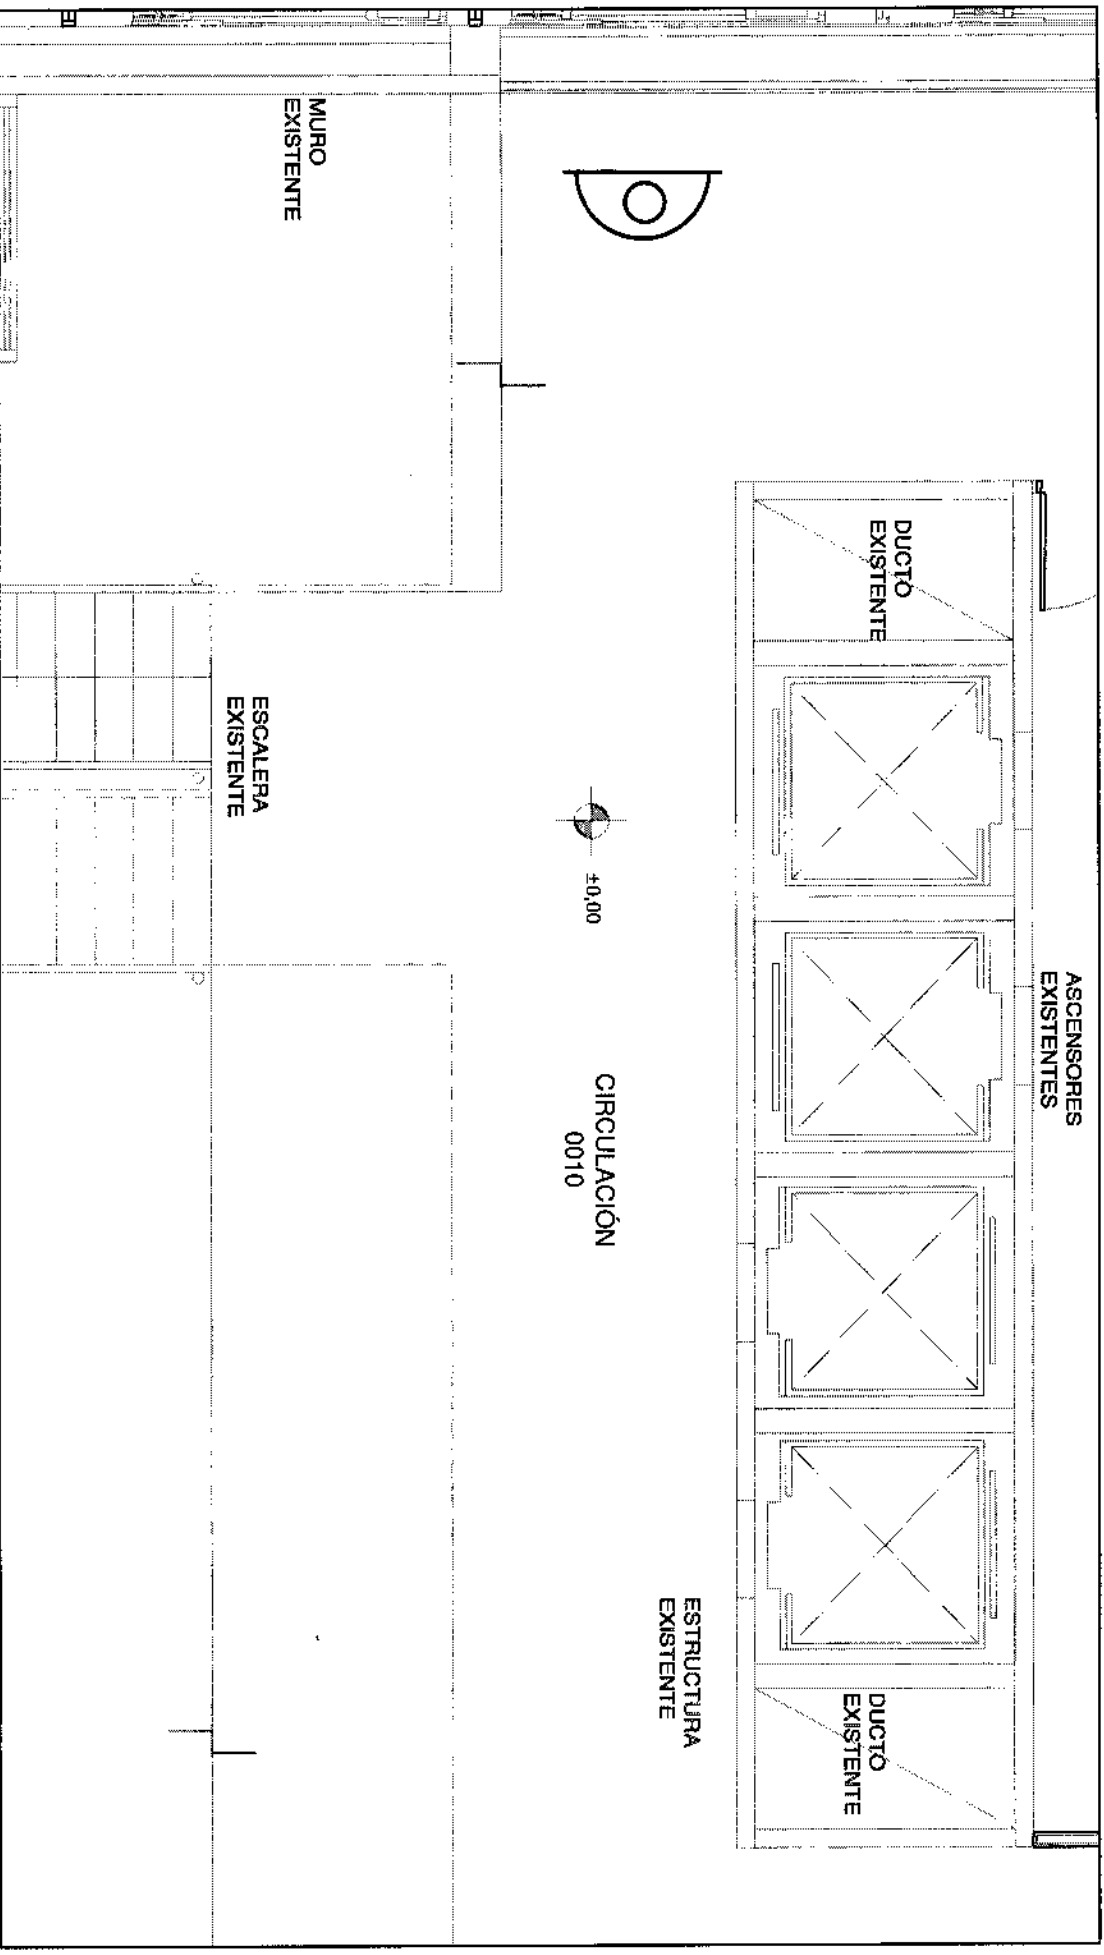 ASCENSORES
EXISTENTES
DUCTO
EXISTENTE
DUCTO
EXISTENTE
ESTRUCTURA
EXISTENTE
±0,00
CIRCULACIÓN
0010
MURO
EXISTENTE
ESCALERA
EXISTENTE